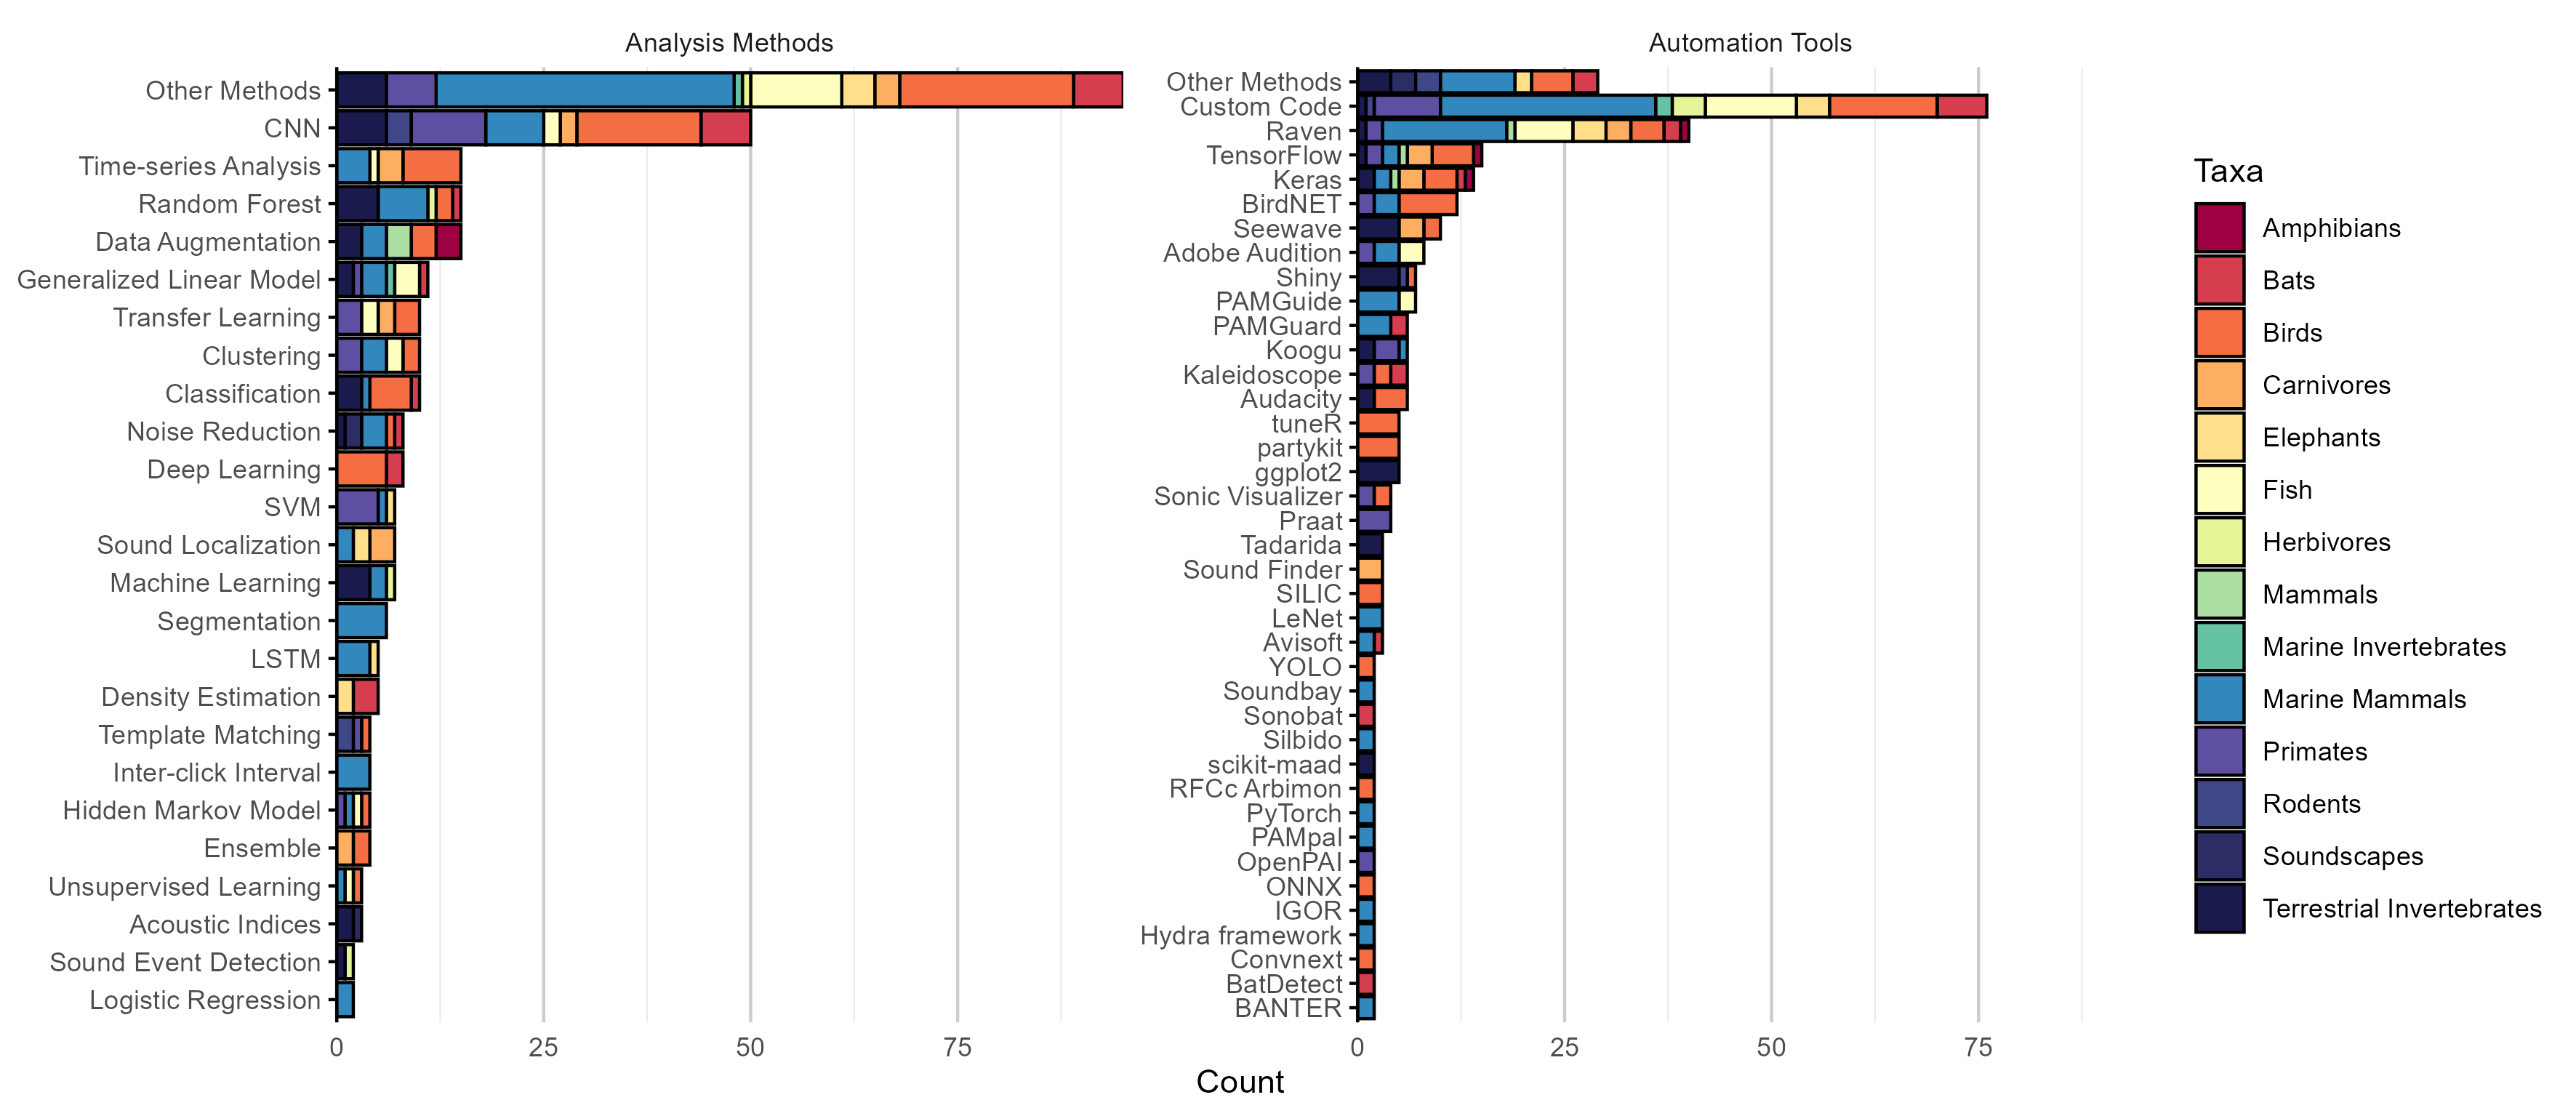 Analysis Methods
Other Methods
CNN
Time-series Analysis
Random Forest
Data Augmentation
Generalized Linear Model
Transfer Learning
Clustering
Classification
Noise Reduction
Deep Learning
SVM
Sound Localization
Machine Learning
Segmentation
LSTM
Density Estimation
Template Matching
Inter-click Interval
Hidden Markov Model
Ensemble
Unsupervised Learning
Acoustic Indices
Sound Event Detection
Logistic Regression
0 25 50 75
Automation Tools
Other Methods
Custom Code
Raven
TensorFlow
Keras
BirdNET
Seewave
Adobe Audition
Shiny
PAMGuide
PAMGuard
Koogu
Kaleidoscope
Audacity
tuneR
partykit
ggplot2
Sonic Visualizer
Praat
Tadarida
Sound Finder
SILIC
LeNet
Avisoft
YOLO
Soundbay
Sonobat
Silbido
scikit-maad
RFCc Arbimon
PyTorch
PAMpal
OpenPAI
ONNX
IGOR
Hydra framework
Convnext
BatDetect
BANTER
0 25 50 75
Count
Taxa
Amphibians
Bats
Birds
Carnivores
Elephants
Fish
Herbivores
Mammals
Marine Invertebrates
Marine Mammals
Primates
Rodents
Soundscapes
Terrestrial Invertebrates